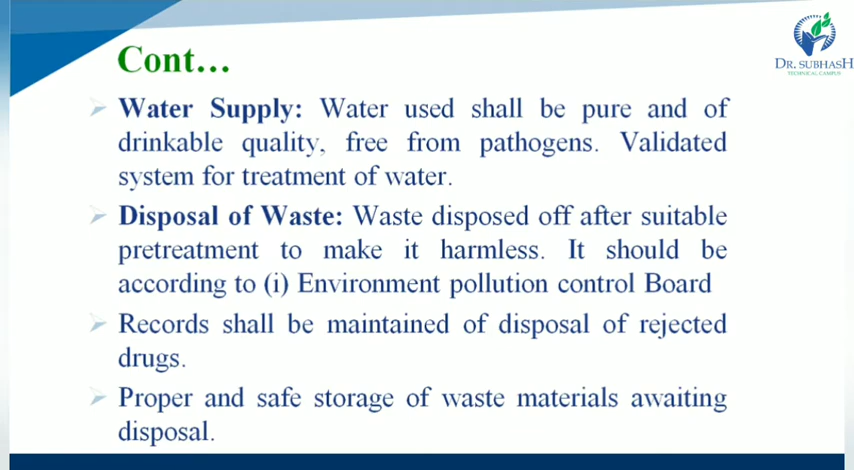 Cont…
DR. SUBHASH
TECHNICAL CAMPUS
Water Supply: Water used shall be pure and of
drinkable quality, free from pathogens. Validated
system for treatment of water.
Disposal of Waste: Waste disposed off after suitable
pretreatment to make it harmless. It should be
according to (i) Environment pollution control Board
Records shall be maintained of disposal of rejected
drugs.
Proper and safe storage of waste materials awaiting
disposal.